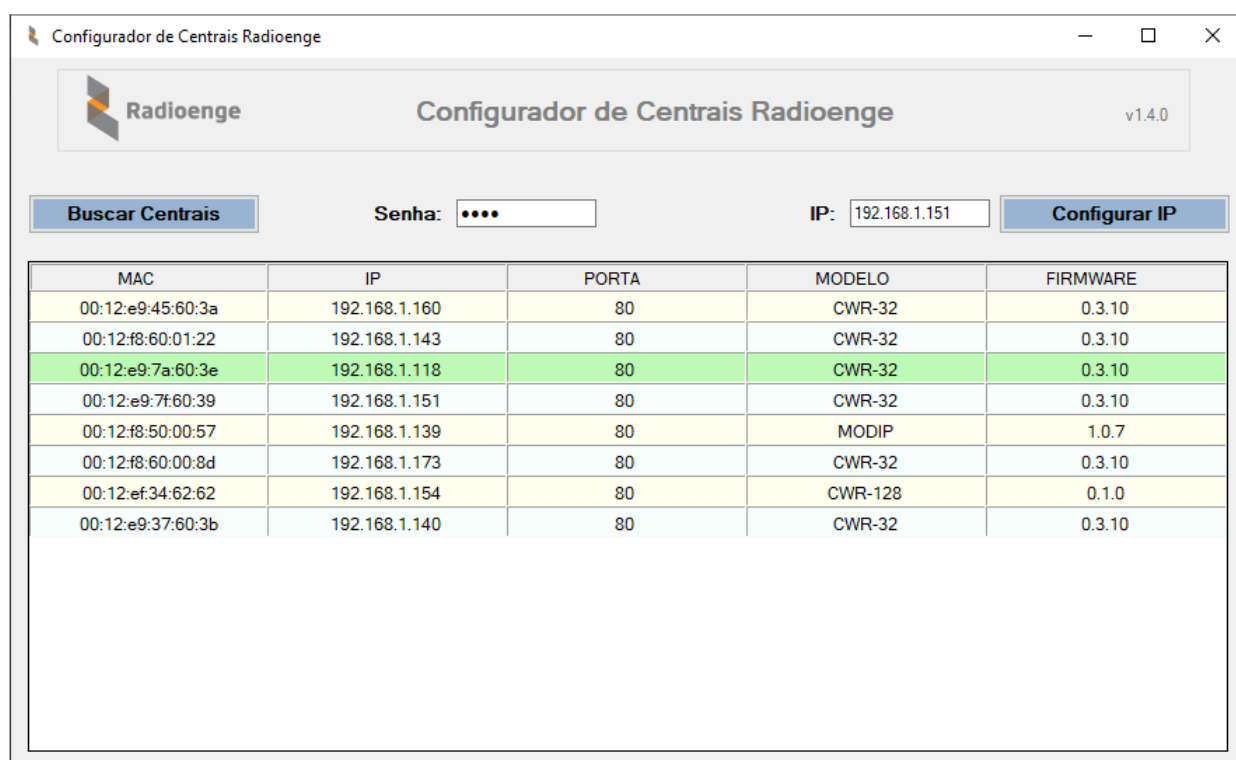 Configurador de Centrais Radioenge
Radioenge Configurador de Centrais Radioenge v1.4.0
Buscar Centrais Senha: •••• IP: 192.168.1.151 Configurar IP
MAC IP PORTA MODELO FIRMWARE
00:12:e9:45:60:3a 192.168.1.160 80 CWR-32 0.3.10
00:12:f8:60:01:22 192.168.1.143 80 CWR-32 0.3.10
00:12:e9:7a:60:3e 192.168.1.118 80 CWR-32 0.3.10
00:12:e9:7f:60:39 192.168.1.151 80 CWR-32 0.3.10
00:12:f8:50:00:57 192.168.1.139 80 MODIP 1.0.7
00:12:f8:60:00:8d 192.168.1.173 80 CWR-32 0.3.10
00:12:ef:34:62:62 192.168.1.154 80 CWR-128 0.1.0
00:12:e9:37:60:3b 192.168.1.140 80 CWR-32 0.3.10